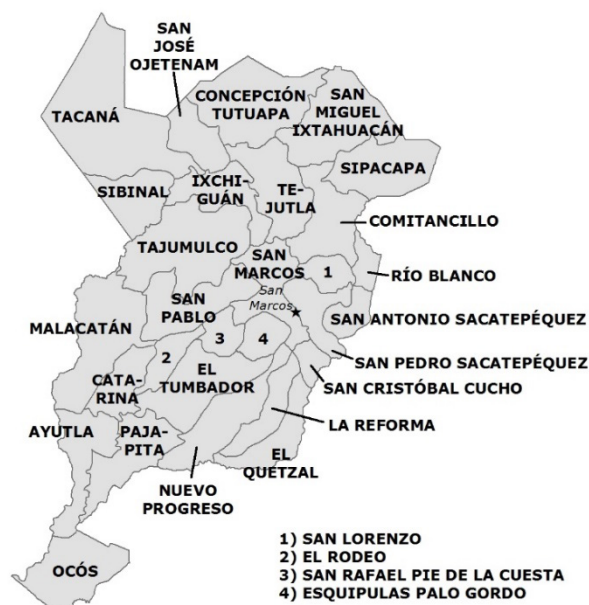 SAN
JOSÉ
OJETENAM
TACANÁ
CONCEPCIÓN
TUTUAPA
SAN
MIGUEL
IXTAHUACÁN
SIPACAPA
SIBINAL
IXCHI-
GUÁN
TE-
JUTLA
COMITANCILLO
TAJUMULCO
SAN
MARCOS
1
RÍO BLANCO
San
Marcos
SAN
PABLO
MALACATÁN
SAN ANTONIO SACATEPÉQUEZ
3
4
2
SAN PEDRO SACATEPÉQUEZ
EL
TUMBADOR
CATA-
RINA
SAN CRISTÓBAL CUCHO
LA REFORMA
AYUTLA
PAJA-
PITA
EL
QUETZAL
NUEVO
PROGRESO
OCÓS
1) SAN LORENZO
2) EL RODEO
3) SAN RAFAEL PIE DE LA CUESTA
4) ESQUIPULAS PALO GORDO